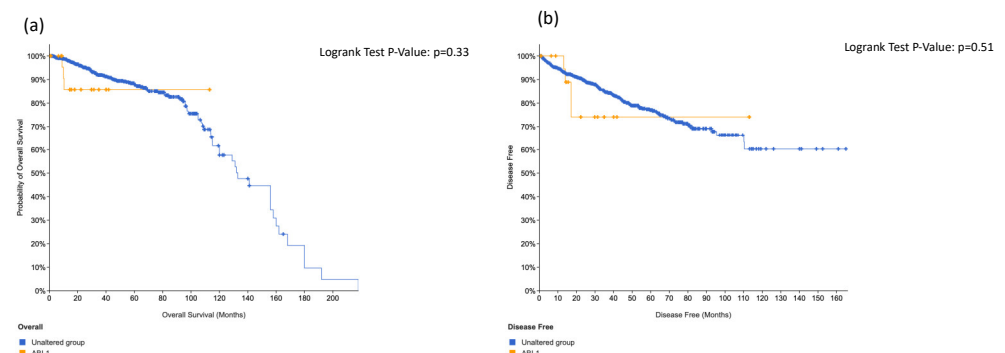 (a)
Logrank Test P-Value: p=0.33
100%
90%
80%
70%
60%
50%
40%
30%
20%
10%
0%
Probability of Overall Survival
0 20 40 60 80 100 120 140 160 180 200
Overall Survival (Months)
Overall
Unaltered group
ABL1
(b)
Logrank Test P-Value: p=0.51
100%
90%
80%
70%
60%
50%
40%
30%
20%
10%
0%
Disease Free
0 10 20 30 40 50 60 70 80 90 100 110 120 130 140 150 160
Disease Free (Months)
Disease Free
Unaltered group
ABL1